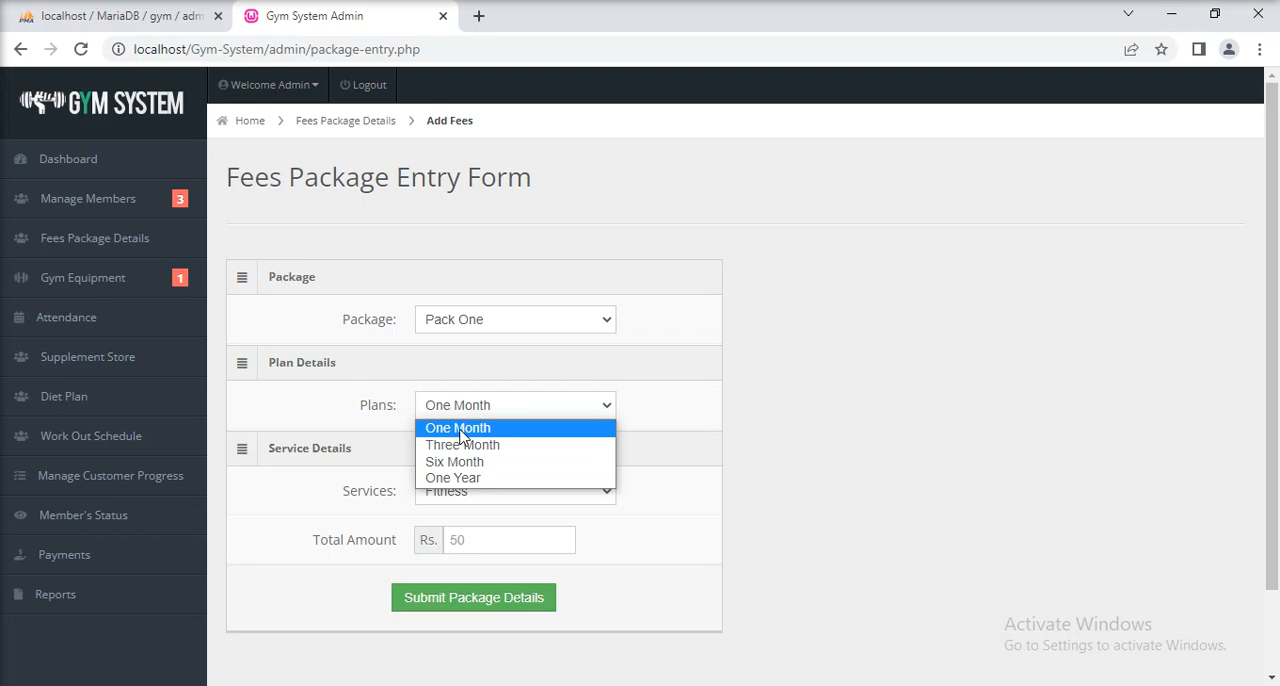 localhost / MariaDB / gym / adm
Gym System Admin
localhost/Gym-System/admin/package-entry.php
GYM SYSTEM
Welcome Admin
Logout
Home > Fees Package Details > Add Fees
Dashboard
Manage Members 3
Fees Package Details
Gym Equipment 1
Attendance
Supplement Store
Diet Plan
Work Out Schedule
Manage Customer Progress
Member's Status
Payments
Reports
Fees Package Entry Form
Package
Package: Pack One
Plan Details
Plans: One Month
One Month
Three Month
Six Month
One Year
Service Details
Services: Fitness
Total Amount Rs. 50
Submit Package Details
Activate Windows
Go to Settings to activate Windows.